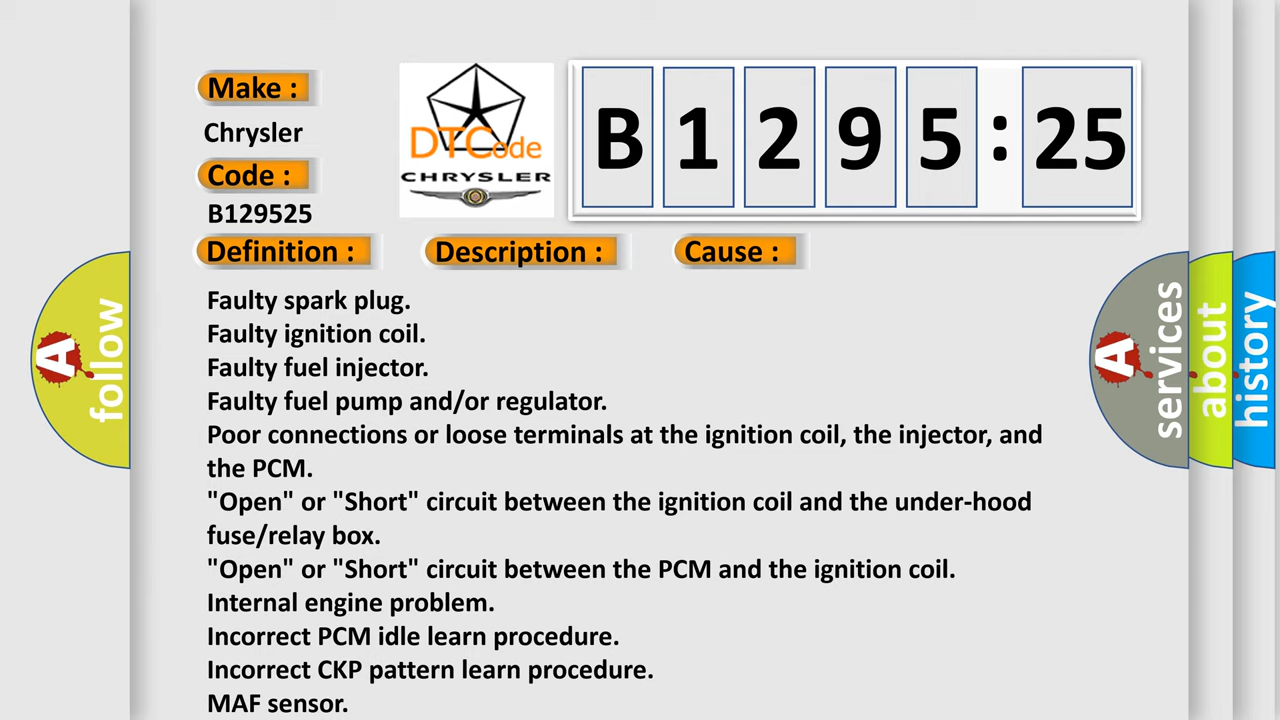 Make :
Chrysler
Code :
B129525
DTCode
CHRYSLER
B 1 2 9 5 : 25
Definition :
Description :
Cause :
Faulty spark plug.
Faulty ignition coil.
Faulty fuel injector.
Faulty fuel pump and/or regulator.
Poor connections or loose terminals at the ignition coil, the injector, and
the PCM.
"Open" or "Short" circuit between the ignition coil and the under-hood
fuse/relay box.
"Open" or "Short" circuit between the PCM and the ignition coil.
Internal engine problem.
Incorrect PCM idle learn procedure.
Incorrect CKP pattern learn procedure.
MAF sensor.
A
follow
A
services
about
history